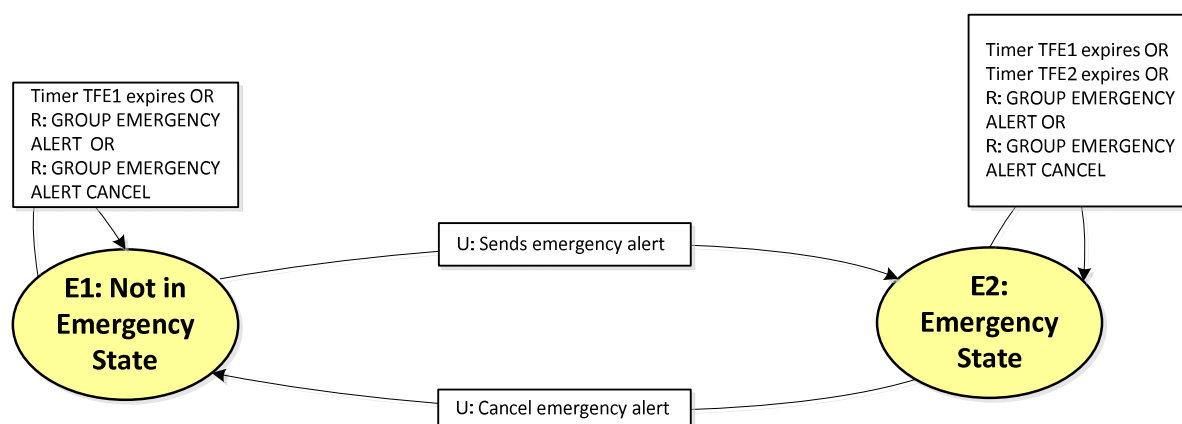 Timer TFE1 expires OR
Timer TFE2 expires OR
R: GROUP EMERGENCY
ALERT OR
R: GROUP EMERGENCY
ALERT CANCEL
Timer TFE1 expires OR
R: GROUP EMERGENCY
ALERT OR
R: GROUP EMERGENCY
ALERT CANCEL
U: Sends emergency alert
E1: Not in
Emergency
State
E2:
Emergency
State
U: Cancel emergency alert